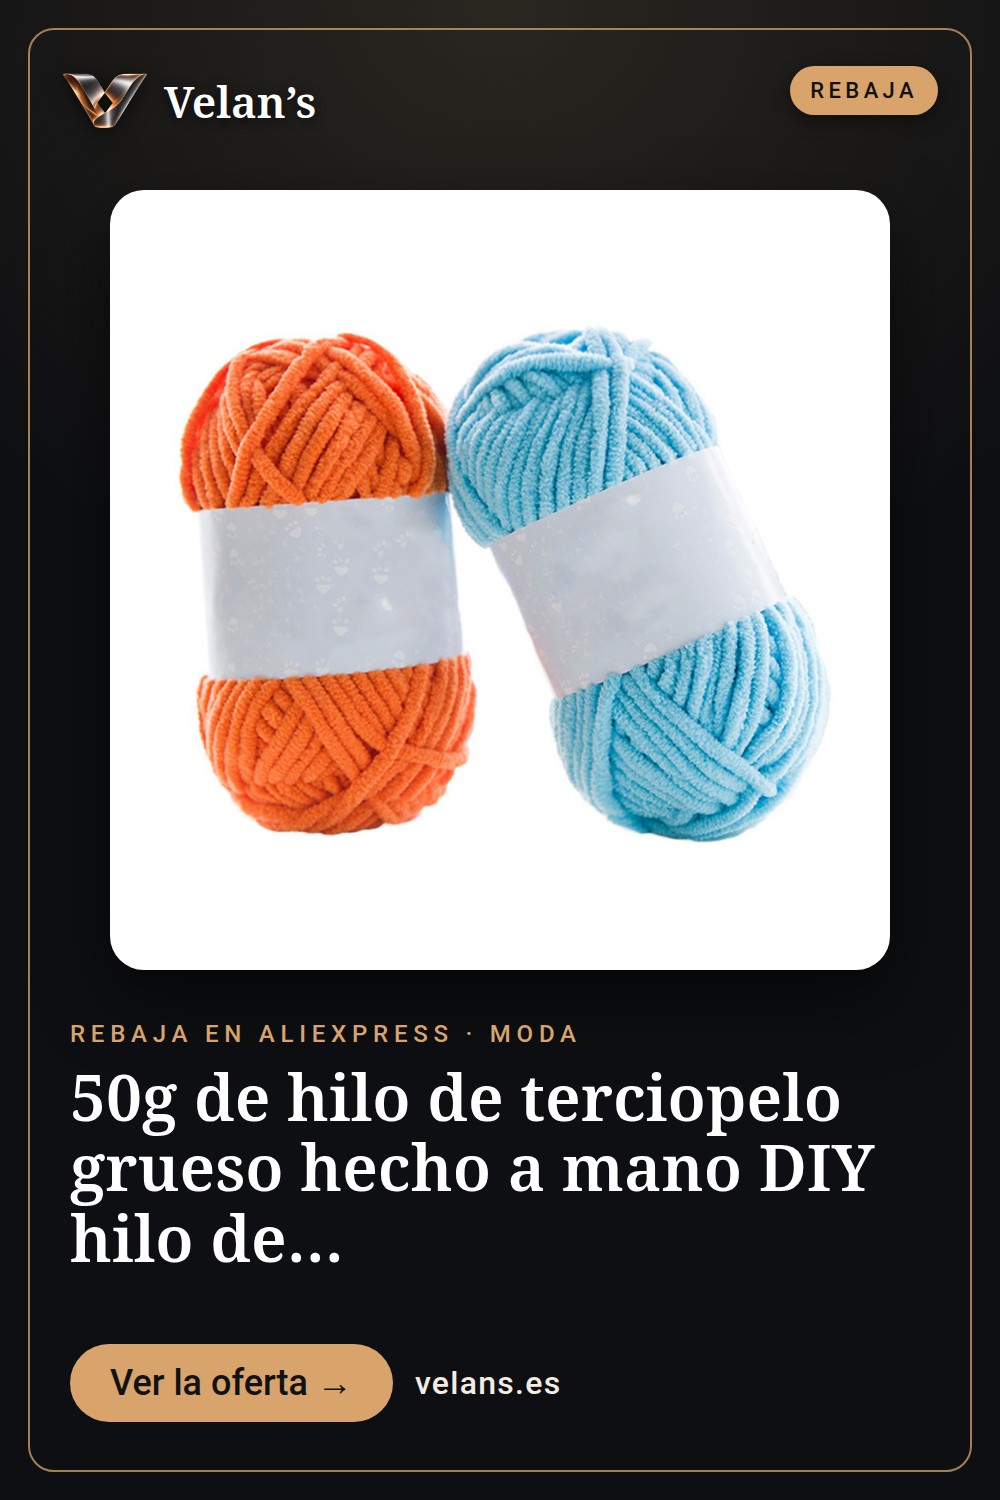 Velan’s
REBAJA
REBAJA EN ALIEXPRESS · MODA
50g de hilo de terciopelo
grueso hecho a mano DIY
hilo de...
Ver la oferta →
velans.es